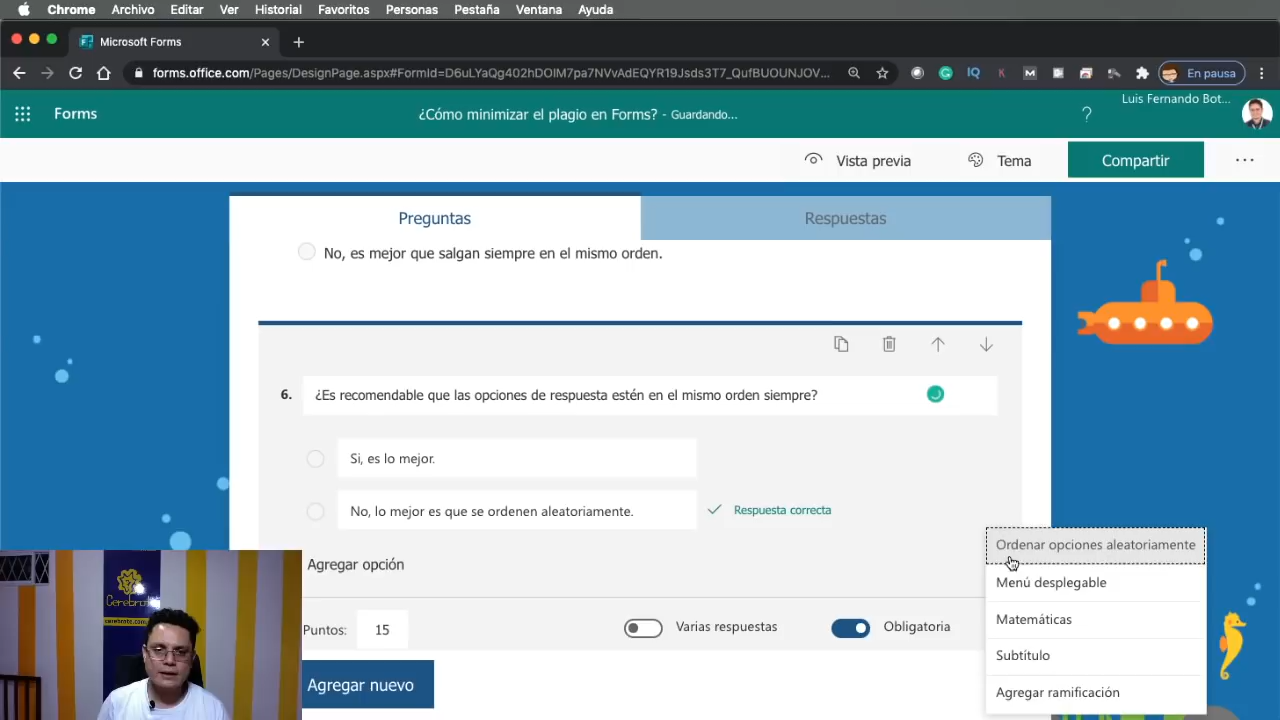 Chrome Archivo Editar Ver Historial Favoritos Personas Pestaña Ventana Ayuda
Microsoft Forms
forms.office.com/Pages/DesignPage.aspx#FormId=D6uLYaQg402hDOlM7pa7NVvAdEQYR19Jsds3T7_QufBUOUNJOV...
En pausa
Forms
¿Cómo minimizar el plagio en Forms? - Guardando...
?
Luis Fernando Bot...
Vista previa
Tema
Compartir
Preguntas
Respuestas
No, es mejor que salgan siempre en el mismo orden.
6. ¿Es recomendable que las opciones de respuesta estén en el mismo orden siempre?
Si, es lo mejor.
No, lo mejor es que se ordenen aleatoriamente.
Respuesta correcta
Agregar opción
Ordenar opciones aleatoriamente
Menú desplegable
Matemáticas
Subtítulo
Agregar ramificación
Puntos: 15
Varias respuestas
Obligatoria
Agregar nuevo
Cerebrote
cerebrote.com